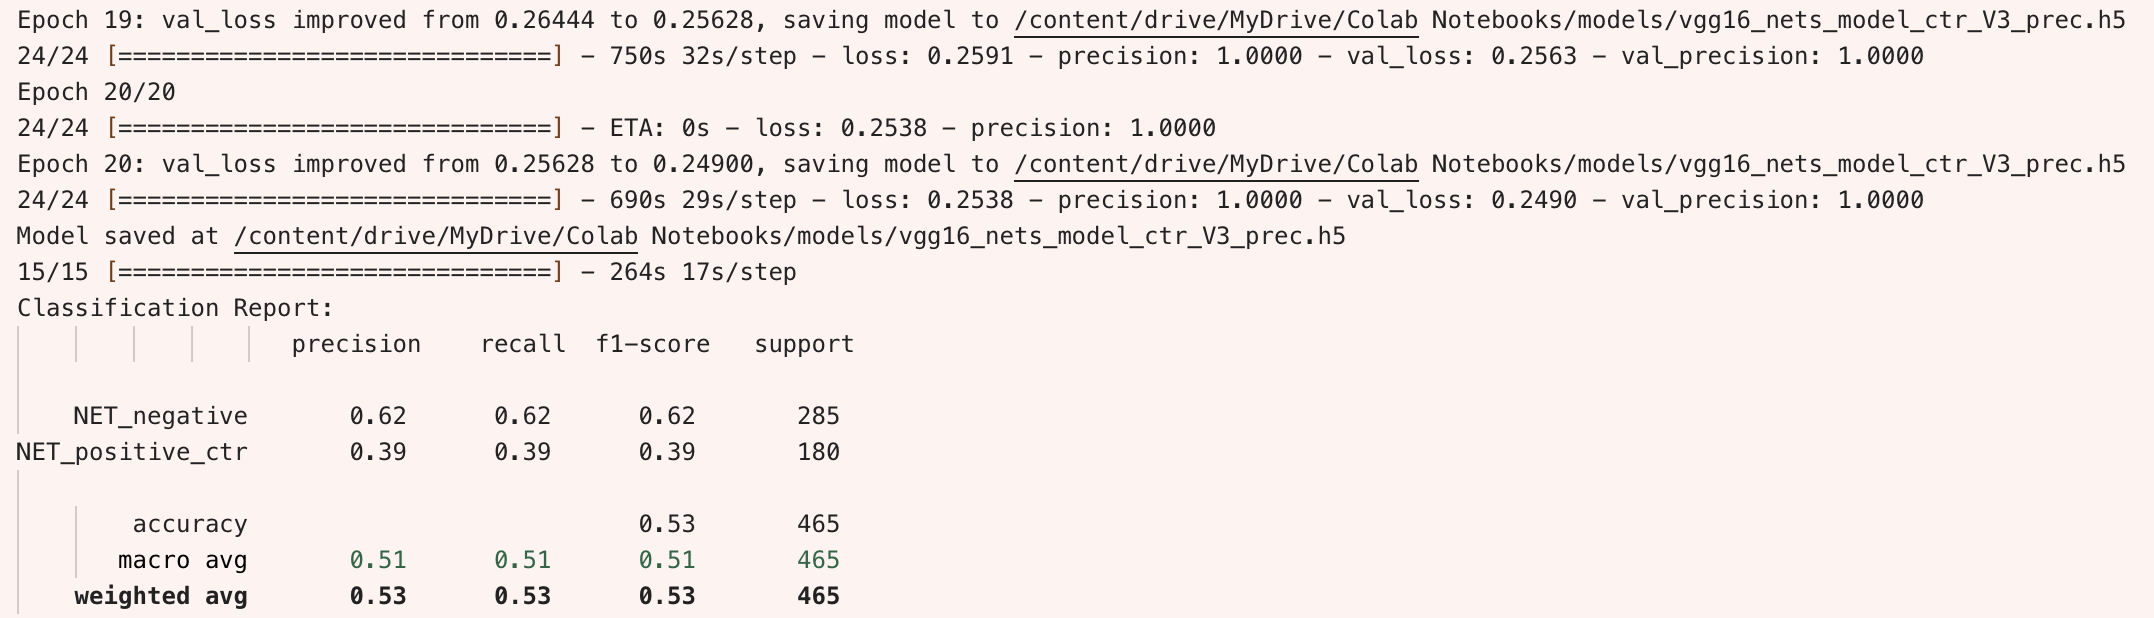 Epoch 19: val_loss improved from 0.26444 to 0.25628, saving model to /content/drive/MyDrive/Colab Notebooks/models/vgg16_nets_model_ctr_V3_prec.h5
24/24 [==============================] - 750s 32s/step - loss: 0.2591 - precision: 1.0000 - val_loss: 0.2563 - val_precision: 1.0000
Epoch 20/20
24/24 [==============================] - ETA: 0s - loss: 0.2538 - precision: 1.0000
Epoch 20: val_loss improved from 0.25628 to 0.24900, saving model to /content/drive/MyDrive/Colab Notebooks/models/vgg16_nets_model_ctr_V3_prec.h5
24/24 [==============================] - 690s 29s/step - loss: 0.2538 - precision: 1.0000 - val_loss: 0.2490 - val_precision: 1.0000
Model saved at /content/drive/MyDrive/Colab Notebooks/models/vgg16_nets_model_ctr_V3_prec.h5
15/15 [==============================] - 264s 17s/step
Classification Report:
precision recall f1-score support
NET_negative 0.62 0.62 0.62 285
NET_positive_ctr 0.39 0.39 0.39 180
accuracy 0.53 465
macro avg 0.51 0.51 0.51 465
weighted avg 0.53 0.53 0.53 465